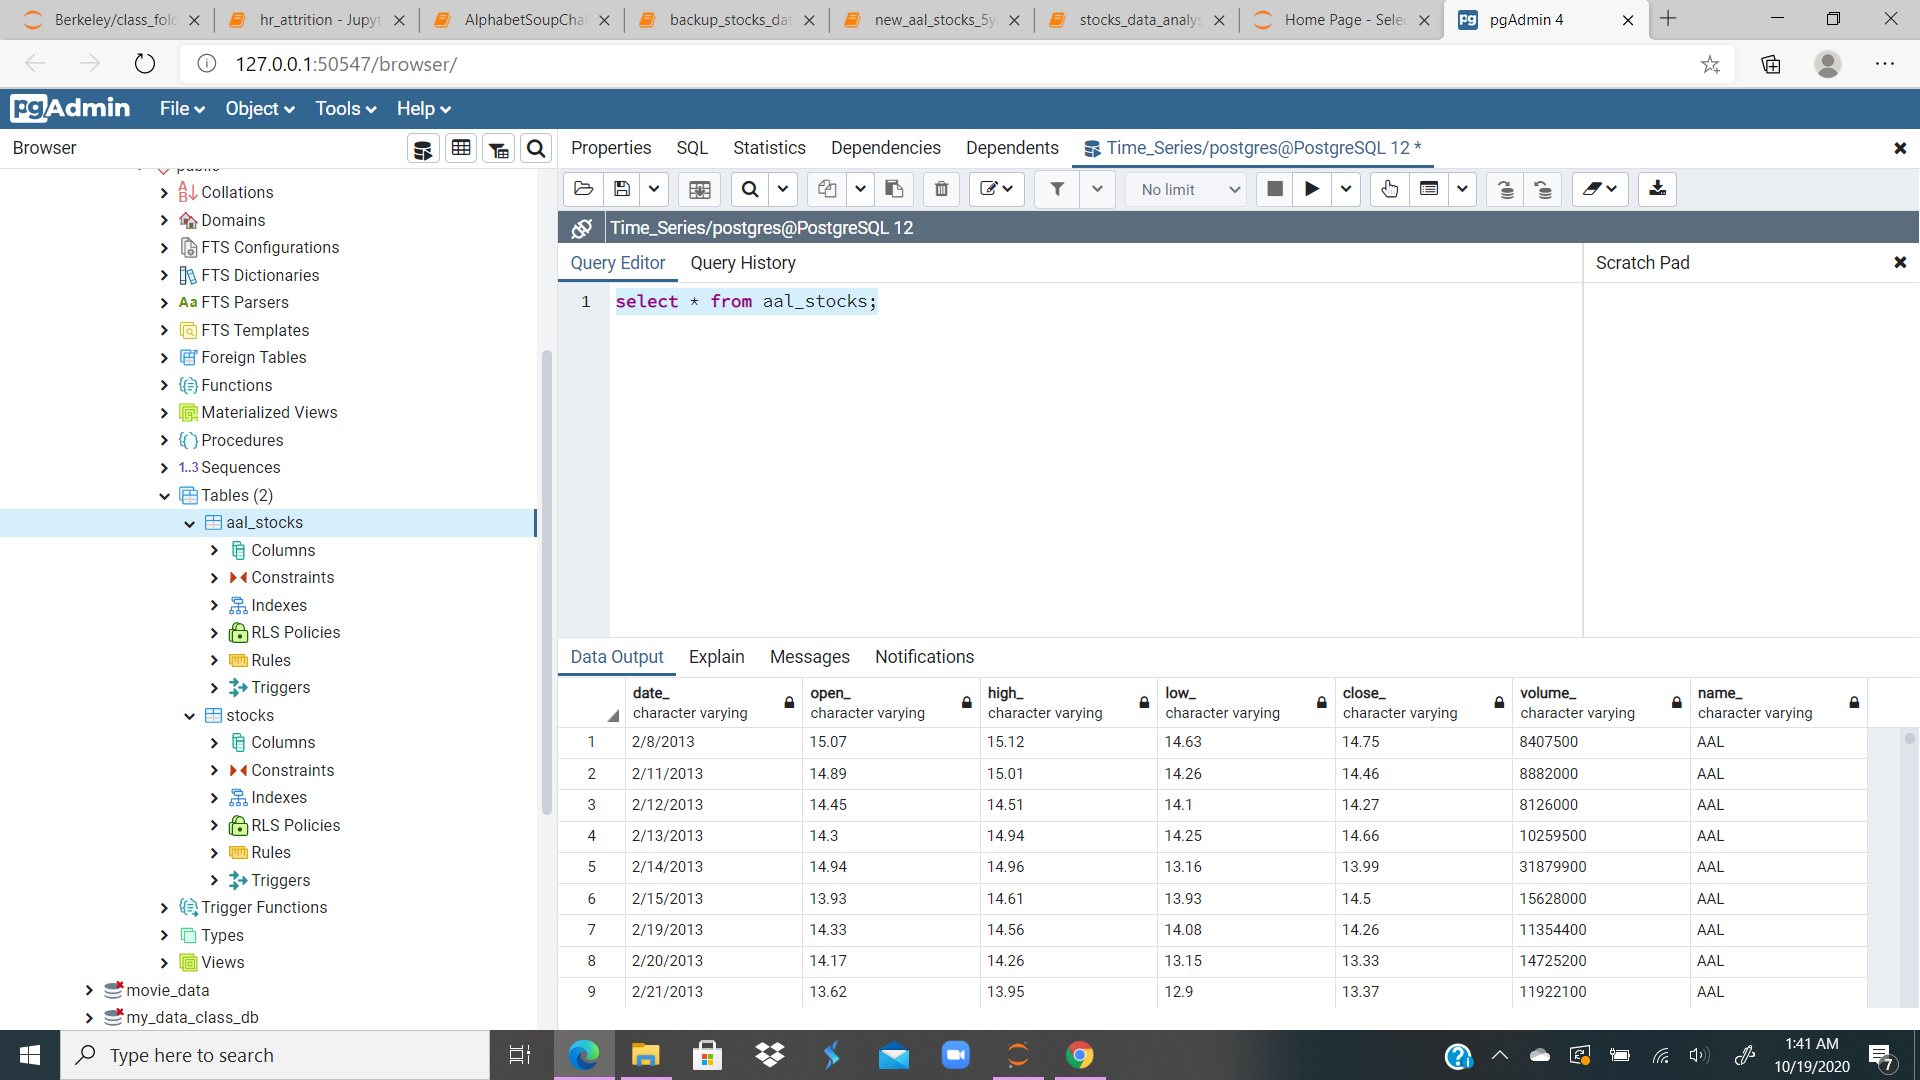 Berkeley/class_fol
hr_attrition - Jupyt
AlphabetSoupCha
backup_stocks_dat
new_aal_stocks_5y
stocks_data_analys
Home Page - Sele
pgAdmin 4
127.0.0.1:50547/browser/
pgAdmin
File
Object
Tools
Help
Browser
Properties
SQL
Statistics
Dependencies
Dependents
Time_Series/postgres@PostgreSQL 12 *
public
Collations
Domains
FTS Configurations
FTS Dictionaries
Aa FTS Parsers
FTS Templates
Foreign Tables
Functions
Materialized Views
Procedures
1..3 Sequences
Tables (2)
aal_stocks
Columns
Constraints
Indexes
RLS Policies
Rules
Triggers
stocks
Columns
Constraints
Indexes
RLS Policies
Rules
Triggers
Trigger Functions
Types
Views
movie_data
my_data_class_db
No limit
Time_Series/postgres@PostgreSQL 12
Query Editor
Query History
Scratch Pad
1 select * from aal_stocks;
Data Output
Explain
Messages
Notifications
date_ open_ high_ low_ close_ volume_ name_
character varying character varying character varying character varying character varying character varying character varying
1 2/8/2013 15.07 15.12 14.63 14.75 8407500 AAL
2 2/11/2013 14.89 15.01 14.26 14.46 8882000 AAL
3 2/12/2013 14.45 14.51 14.1 14.27 8126000 AAL
4 2/13/2013 14.3 14.94 14.25 14.66 10259500 AAL
5 2/14/2013 14.94 14.96 13.16 13.99 31879900 AAL
6 2/15/2013 13.93 14.61 13.93 14.5 15628000 AAL
7 2/19/2013 14.33 14.56 14.08 14.26 11354400 AAL
8 2/20/2013 14.17 14.26 13.15 13.33 14725200 AAL
9 2/21/2013 13.62 13.95 12.9 13.37 11922100 AAL
Type here to search
1:41 AM
10/19/2020
7